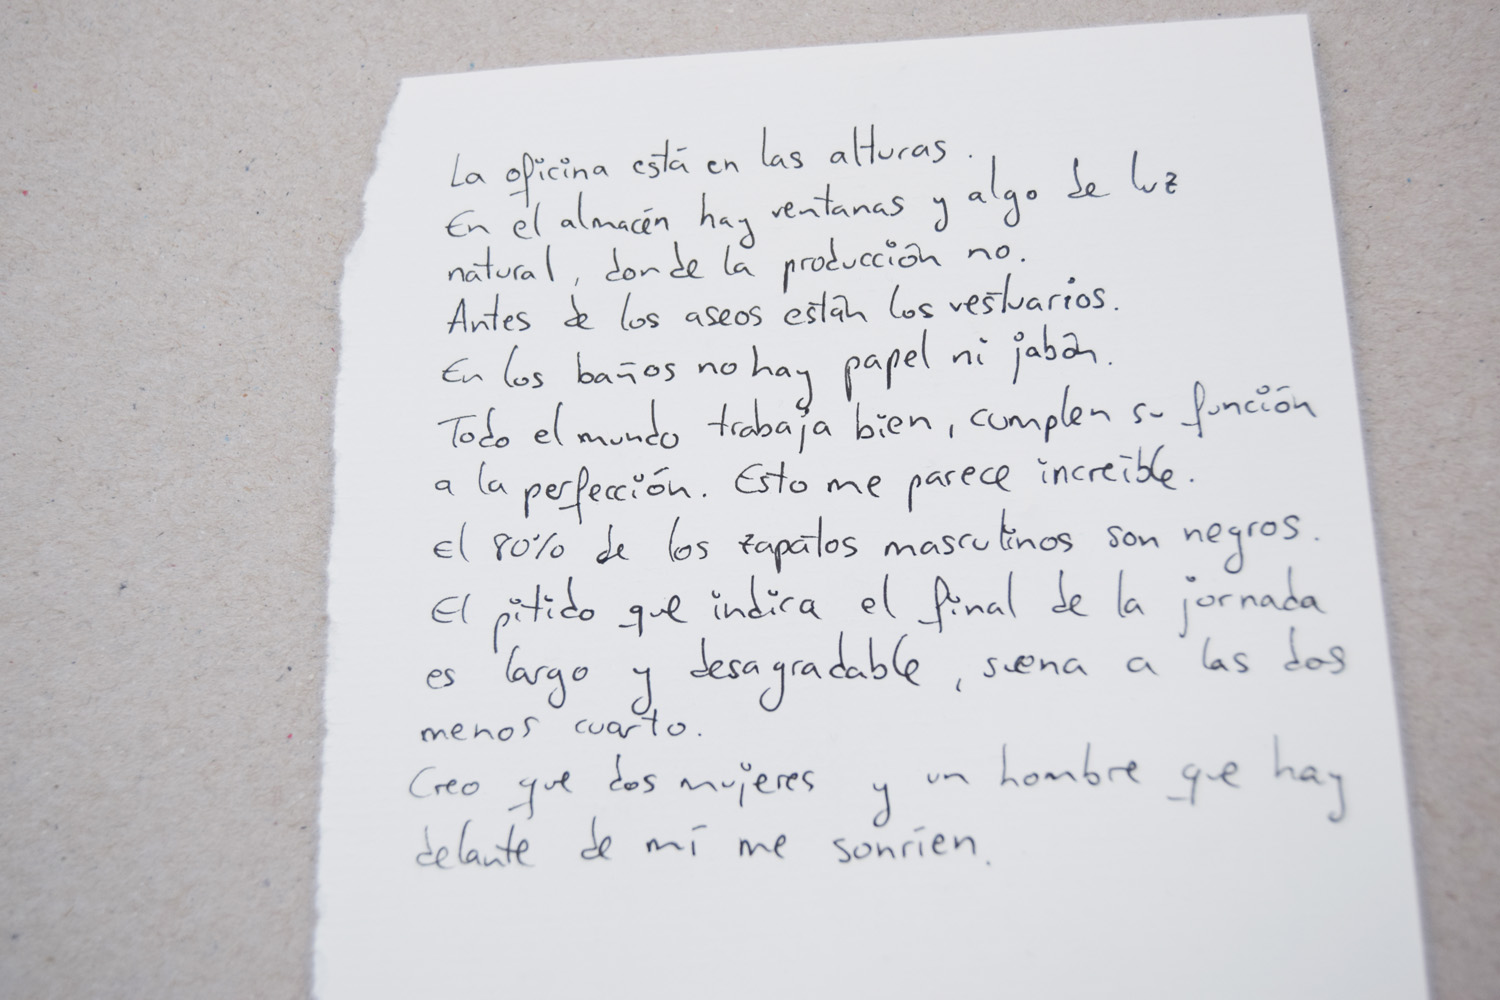 La oficina está en las alturas.
En el almacén hay ventanas y algo de luz
natural, donde la producción no.
Antes de los aseos están los vestuarios.
En los baños no hay papel ni jabón.
Todo el mundo trabaja bien, cumplen su función
a la perfección. Esto me parece increíble.
El 80% de los zapatos masculinos son negros.
El pitido que indica el final de la jornada
es largo y desagradable, suena a las dos
menos cuarto.
Creo que dos mujeres y un hombre que hay
delante de mí me sonríen.